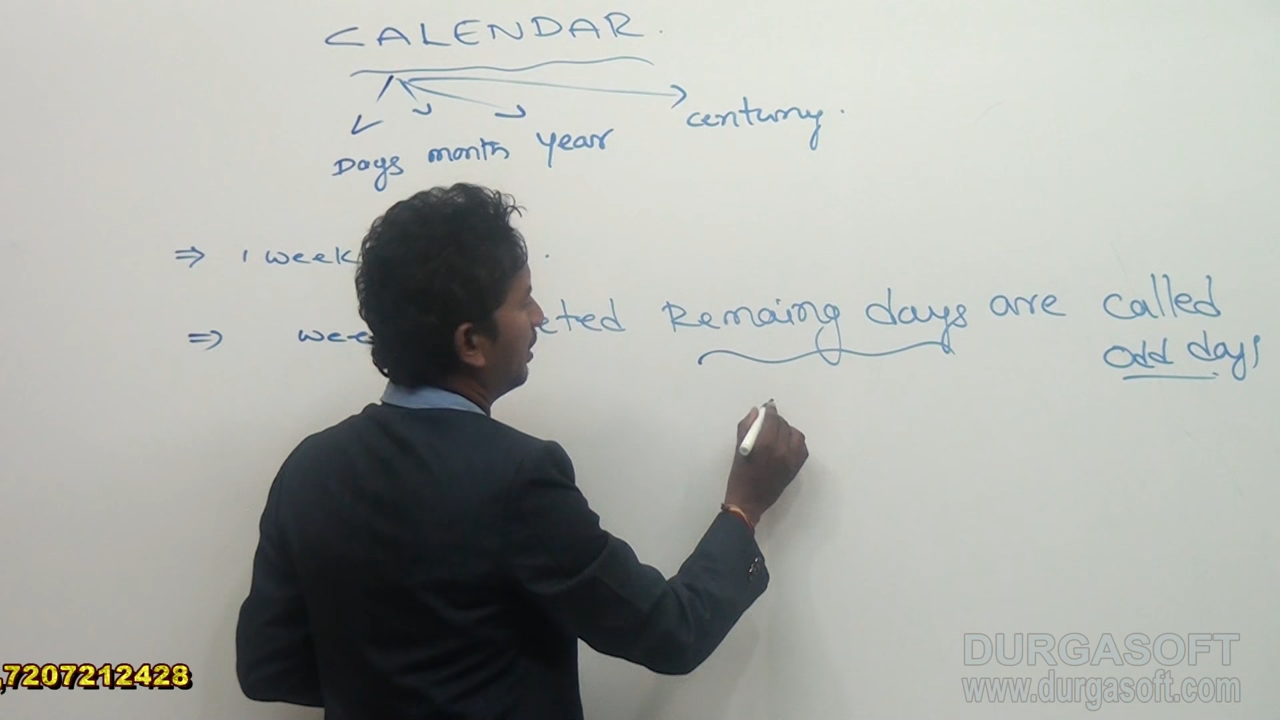 CALENDAR.
Days month year century.
⇒ 1 week .
⇒ wee eted Remaing days are called
odd days
,7207212428
DURGASOFT
www.durgasoft.com